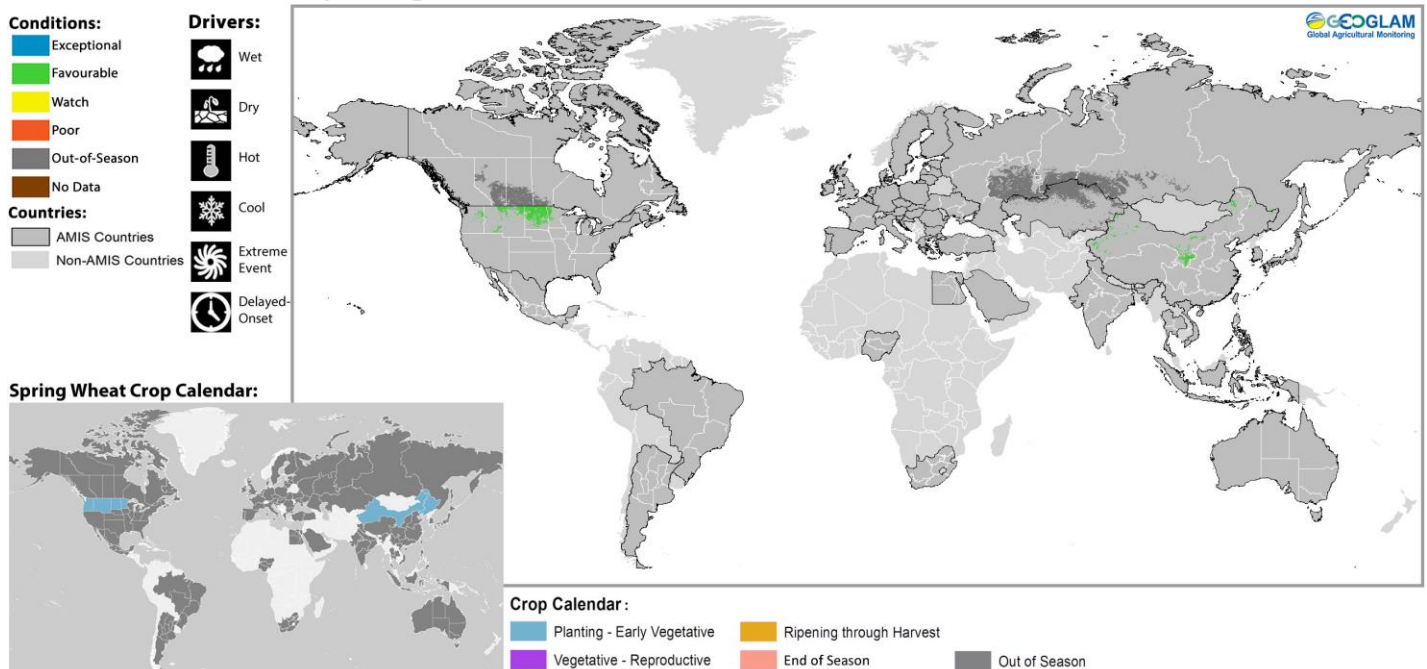 Conditions:
Exceptional
Favourable
Watch
Poor
Out-of-Season
No Data
Countries:
AMIS Countries
Non-AMIS Countries
Drivers:
Wet
Dry
Hot
Cool
Extreme
Event
Delayed-
Onset
GEOGLAM
Global Agricultural Monitoring
Spring Wheat Crop Calendar:
Crop Calendar :
Planting - Early Vegetative
Vegetative - Reproductive
Ripening through Harvest
End of Season
Out of Season